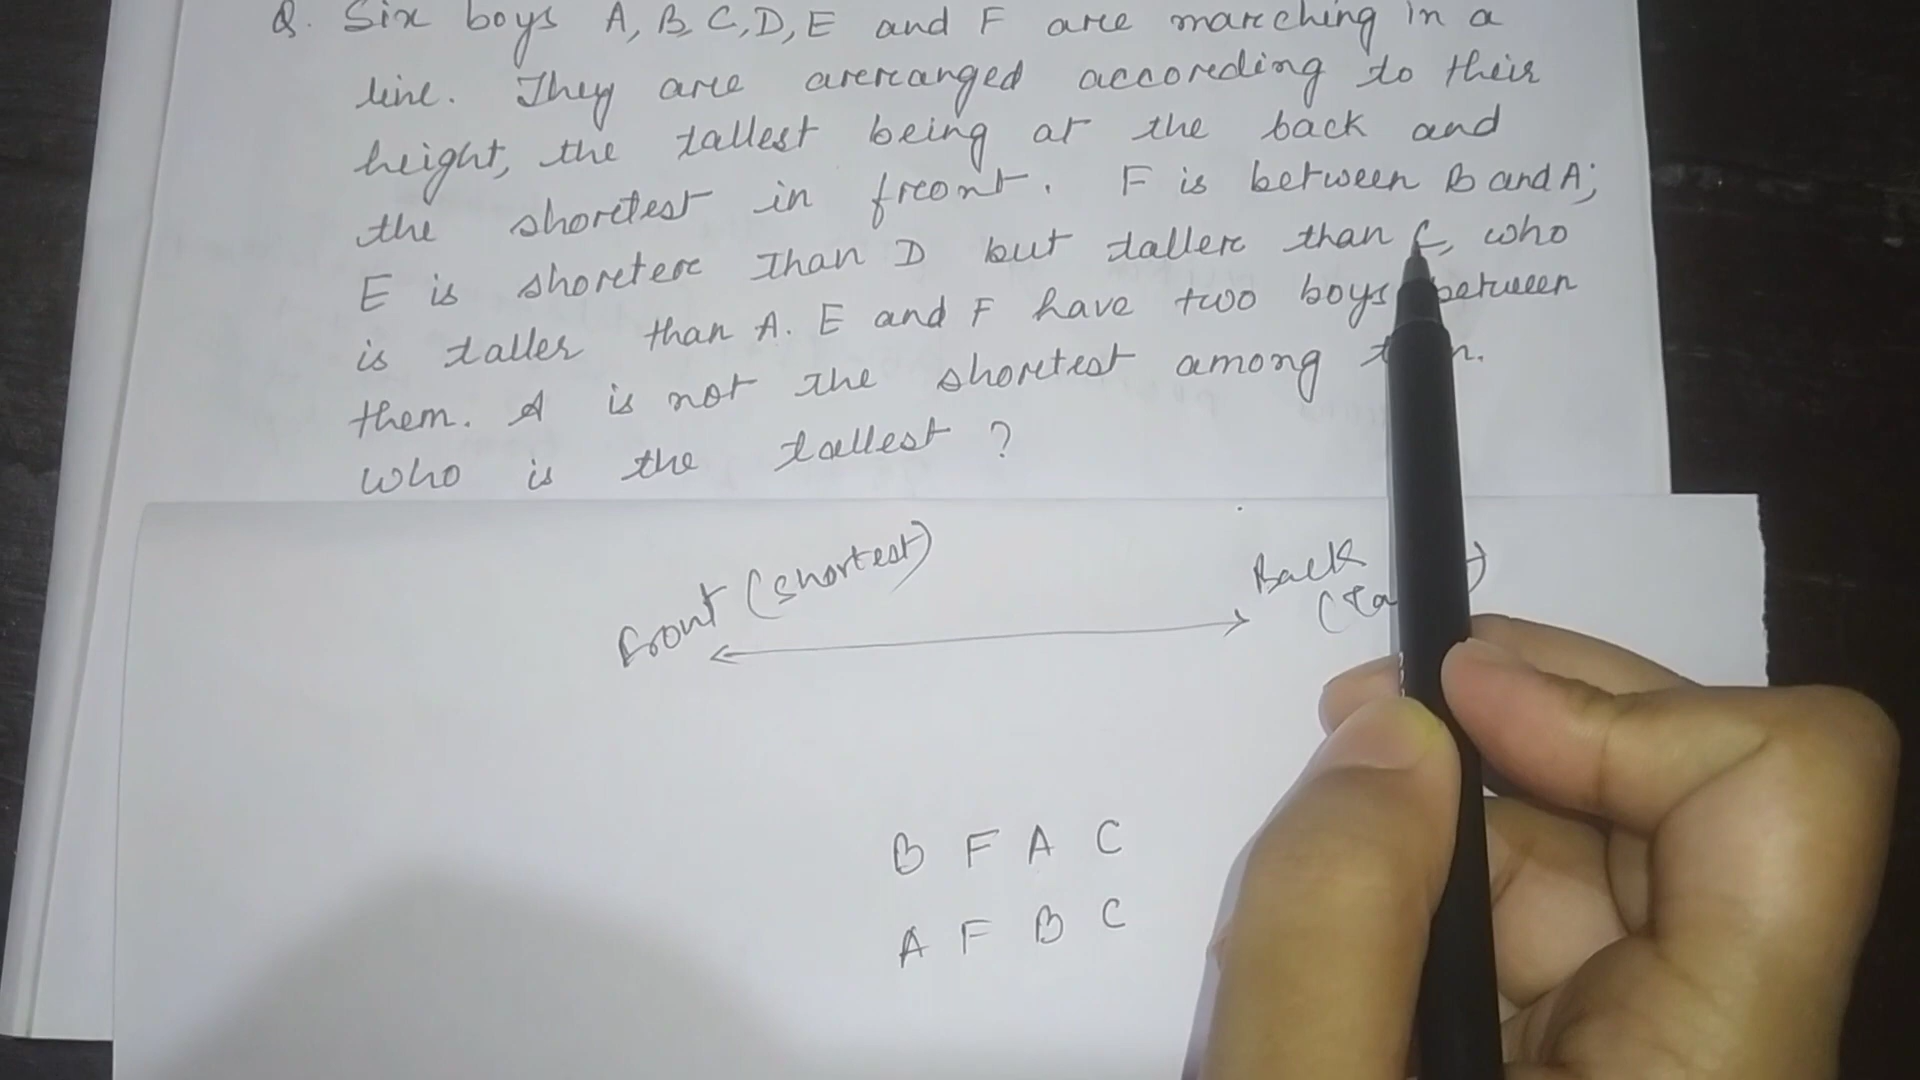 Q. Six boys A, B, C, D, E and F are marching in a
line. They are arranged according to their
height, the tallest being at the back and
the shortest in front. F is between B and A;
E is shorter than D but taller than C, who
is taller than A. E and F have two boys between
them. A is not the shortest among
who is the tallest ?
Front (shortest)
Back
B F A C
A F B C